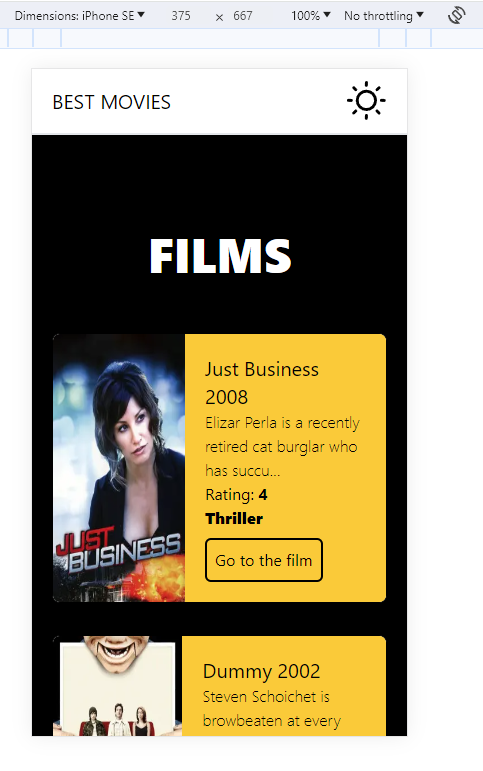 Dimensions: iPhone SE 375 × 667 100% No throttling
BEST MOVIES
FILMS
Just Business
2008
Elizar Perla is a recently
retired cat burglar who
has succu...
Rating: 4
Thriller
Go to the film
JUST
BUSINESS
Dummy 2002
Steven Schoichet is
browbeaten at every